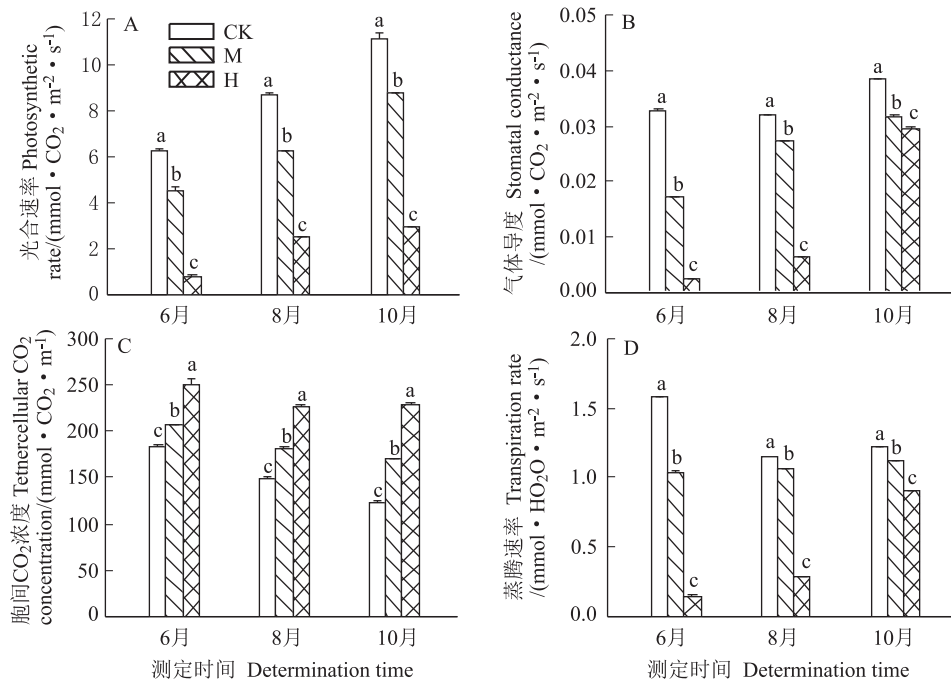 A
CK
M
H
光合速率 Photosynthetic
rate/(mmol·CO₂·m⁻²·s⁻¹)
12
10
8
6
4
2
0
a
b
c
a
b
c
a
b
c
6月
8月
10月
B
气体导度 Stomatal conductance
/(mmol·CO₂·m⁻²·s⁻¹)
0.05
0.04
0.03
0.02
0.01
0.00
a
b
c
a
b
c
a
b
c
6月
8月
10月
C
胞间CO₂浓度 Tetnercellular CO₂
concentration/(mmol·CO₂·m⁻¹)
300
250
200
150
100
50
0
c
b
a
c
b
a
c
b
a
6月
8月
10月
测定时间 Determination time
D
蒸腾速率 Transpiration rate
/(mmol·HO₂O·m⁻²·s⁻¹)
2.0
1.5
1.0
0.5
0.0
a
b
c
a
b
c
a
b
c
6月
8月
10月
测定时间 Determination time